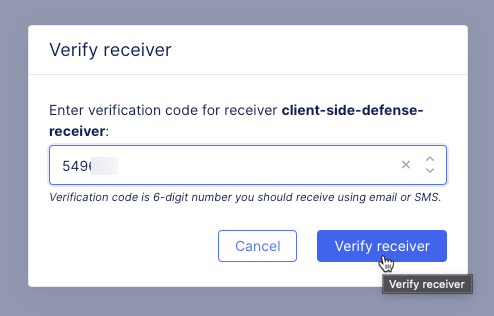 Verify receiver
Enter verification code for receiver client-side-defense-
receiver:
549
Verification code is 6-digit number you should receive using email or SMS.
Cancel
Verify receiver
Verify receiver